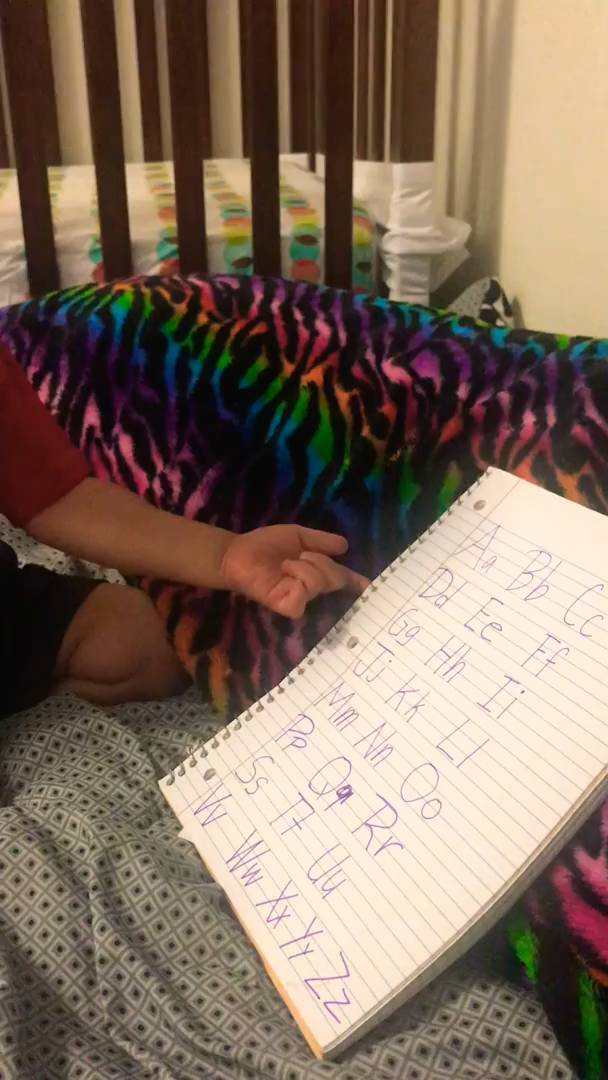 Aa Bb Cc
Dd Ee Ff
Gg Hh Ii
Jj Kk Ll
Mm Nn Oo
Pp Qq Rr
Ss Tt Uu
Vv Ww Xx Yy Zz